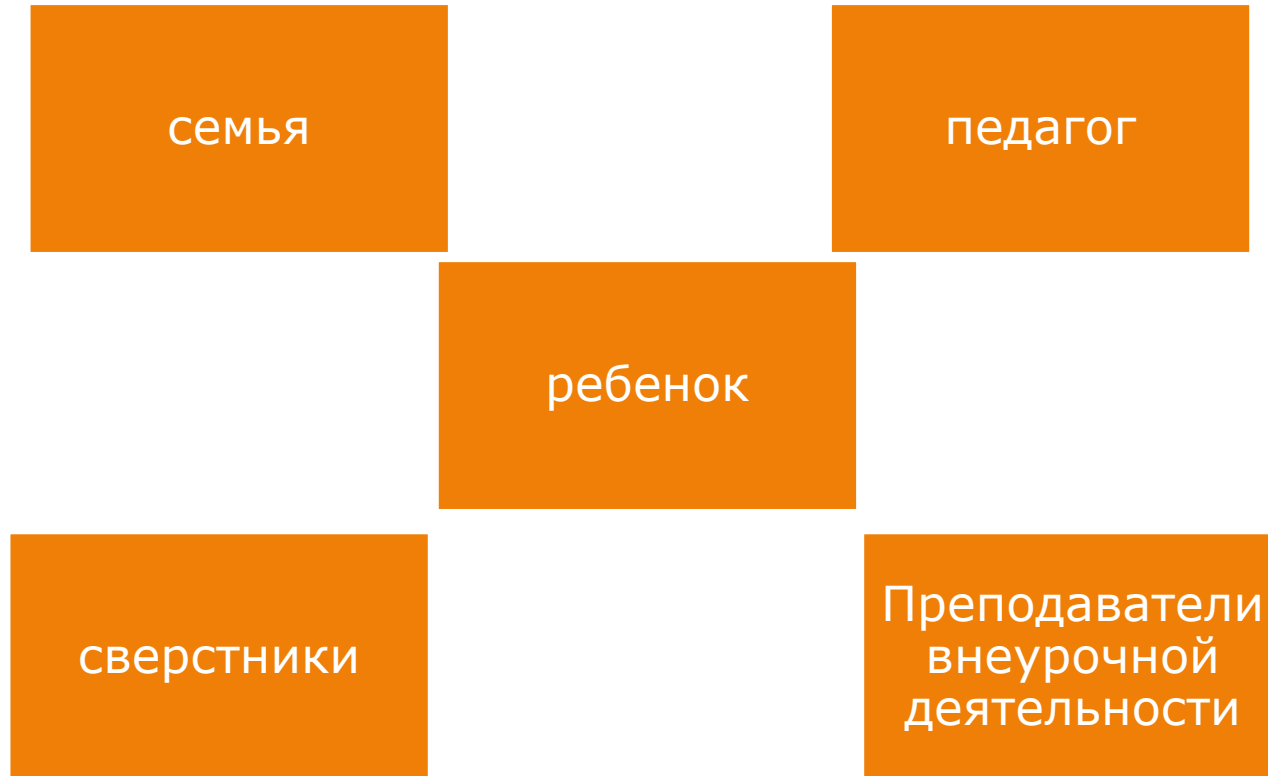 семья
педагог
ребенок
сверстники
Преподаватели
внеурочной
деятельности